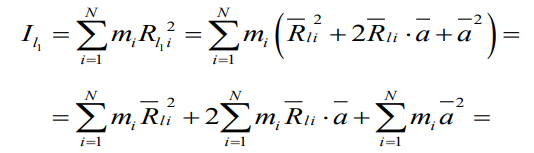 I_{l_1} = \sum_{i=1}^{N} m_i R_{l_1 i}^2 = \sum_{i=1}^{N} m_i \left( \overline{R}_{li}^2 + 2\overline{R}_{li} \cdot \overline{a} + \overline{a}^2 \right) =
= \sum_{i=1}^{N} m_i \overline{R}_{li}^2 + 2\sum_{i=1}^{N} m_i \overline{R}_{li} \cdot \overline{a} + \sum_{i=1}^{N} m_i \overline{a}^2 =